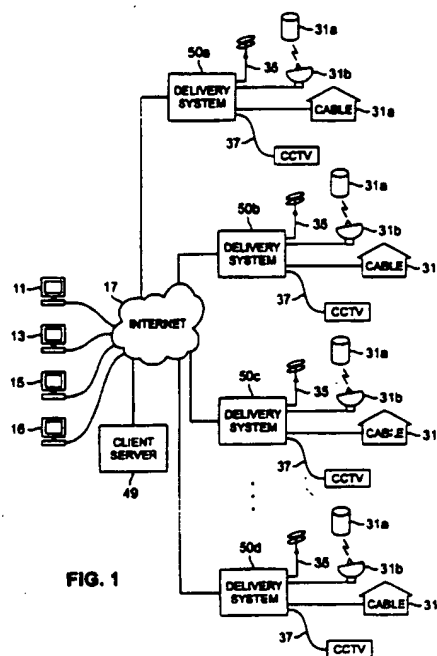 50a
31a
35
31b
DELIVERY SYSTEM
CABLE
31a
37
CCTV
50b
31a
35
31b
DELIVERY SYSTEM
CABLE
31
37
CCTV
11
17
INTERNET
13
15
16
CLIENT SERVER
49
50c
31a
35
31b
DELIVERY SYSTEM
CABLE
31
37
CCTV
50d
31a
35
31b
DELIVERY SYSTEM
CABLE
31
37
CCTV
FIG. 1